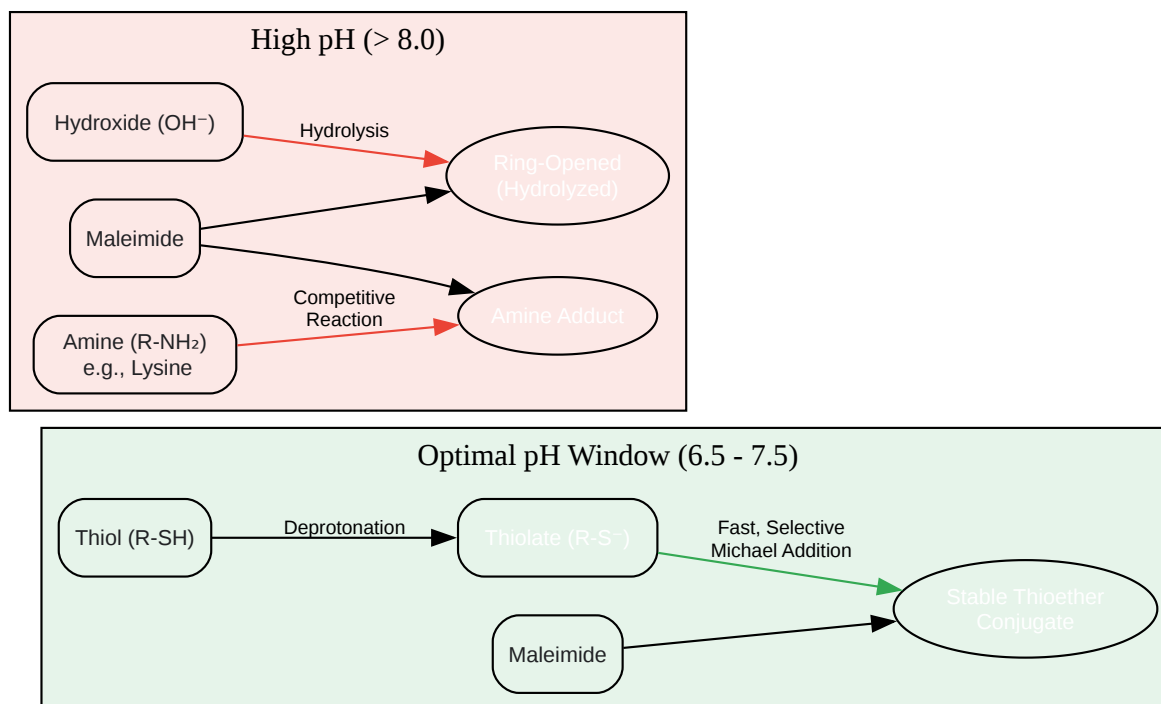 High pH (> 8.0)
Hydroxide (OH⁻)
Hydrolysis
Ring-Opened
(Hydrolyzed)
Maleimide
Competitive
Reaction
Amine Adduct
Amine (R-NH₂)
e.g., Lysine
Optimal pH Window (6.5 - 7.5)
Thiol (R-SH)
Deprotonation
Thiolate (R-S⁻)
Fast, Selective
Michael Addition
Stable Thioether
Conjugate
Maleimide